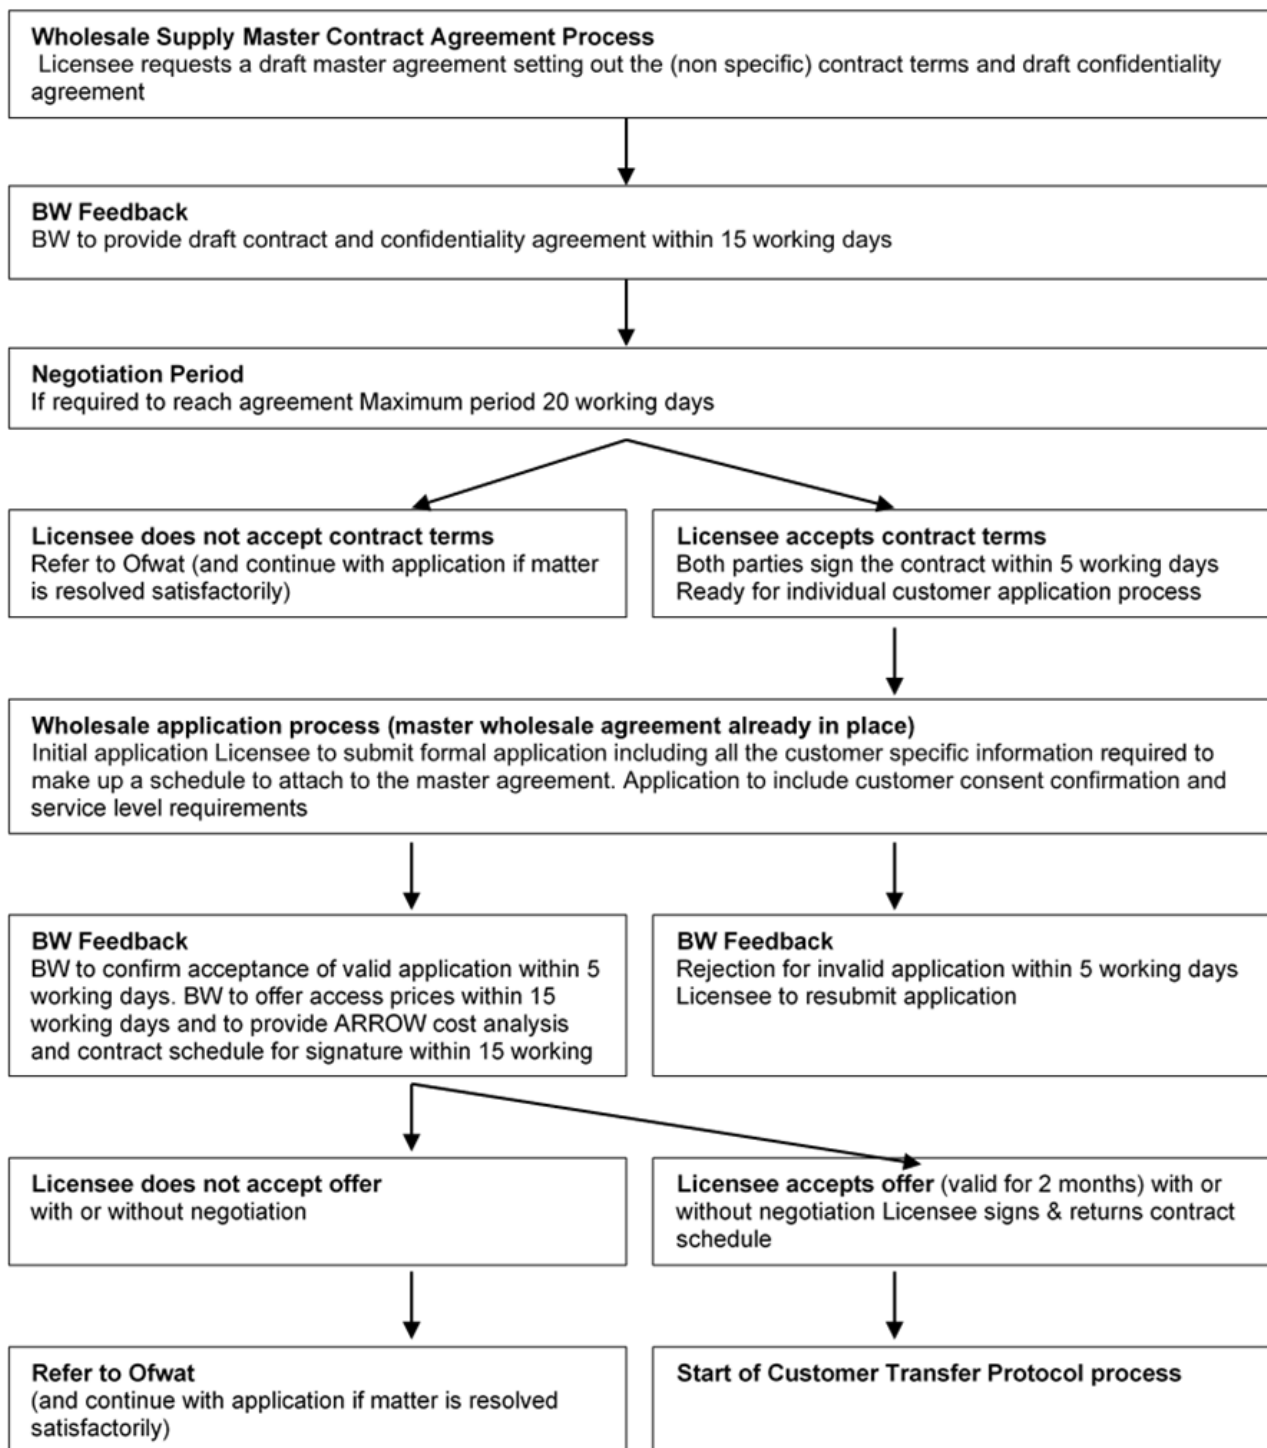 Wholesale Supply Master Contract Agreement Process
Licensee requests a draft master agreement setting out the (non specific) contract terms and draft confidentiality
agreement
BW Feedback
BW to provide draft contract and confidentiality agreement within 15 working days
Negotiation Period
If required to reach agreement Maximum period 20 working days
Licensee does not accept contract terms
Refer to Ofwat (and continue with application if matter
is resolved satisfactorily)
Licensee accepts contract terms
Both parties sign the contract within 5 working days
Ready for individual customer application process
Wholesale application process (master wholesale agreement already in place)
Initial application Licensee to submit formal application including all the customer specific information required to
make up a schedule to attach to the master agreement. Application to include customer consent confirmation and
service level requirements
BW Feedback
BW to confirm acceptance of valid application within 5
working days. BW to offer access prices within 15
working days and to provide ARROW cost analysis
and contract schedule for signature within 15 working
BW Feedback
Rejection for invalid application within 5 working days
Licensee to resubmit application
Licensee does not accept offer
with or without negotiation
Licensee accepts offer (valid for 2 months) with or
without negotiation Licensee signs & returns contract
schedule
Refer to Ofwat
(and continue with application if matter is resolved
satisfactorily)
Start of Customer Transfer Protocol process